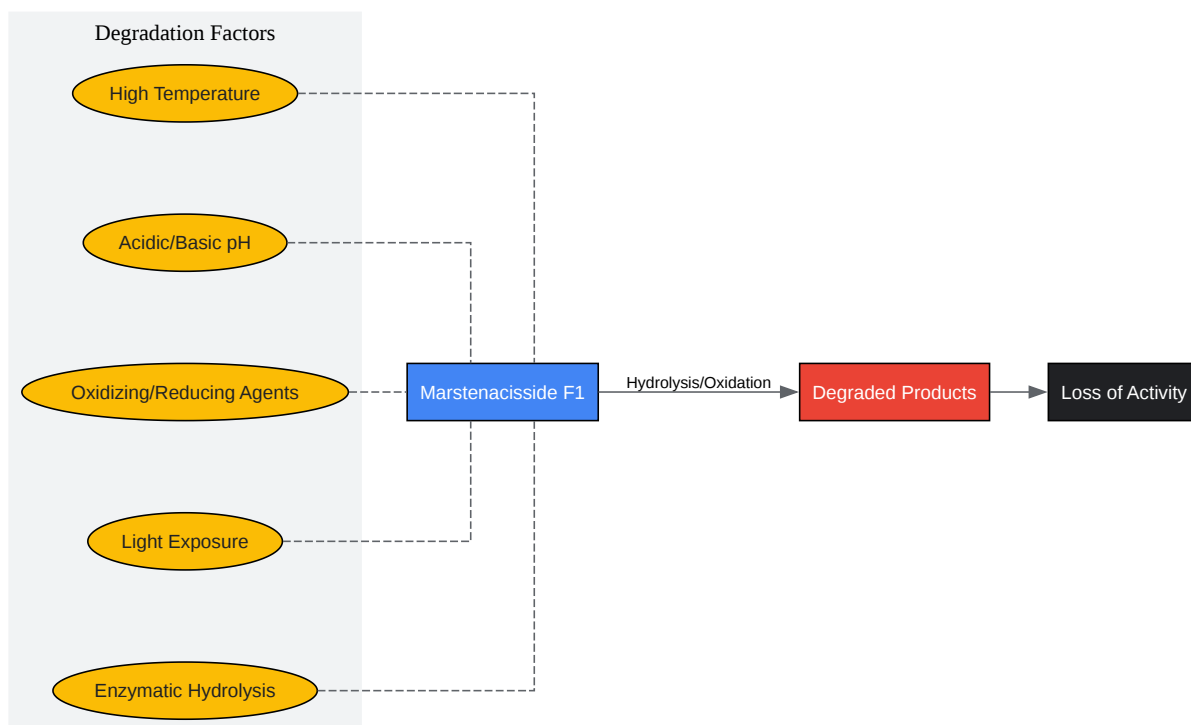 Degradation Factors
High Temperature
Acidic/Basic pH
Oxidizing/Reducing Agents
Marstenacisside F1
Hydrolysis/Oxidation
Degraded Products
Loss of Activity
Light Exposure
Enzymatic Hydrolysis